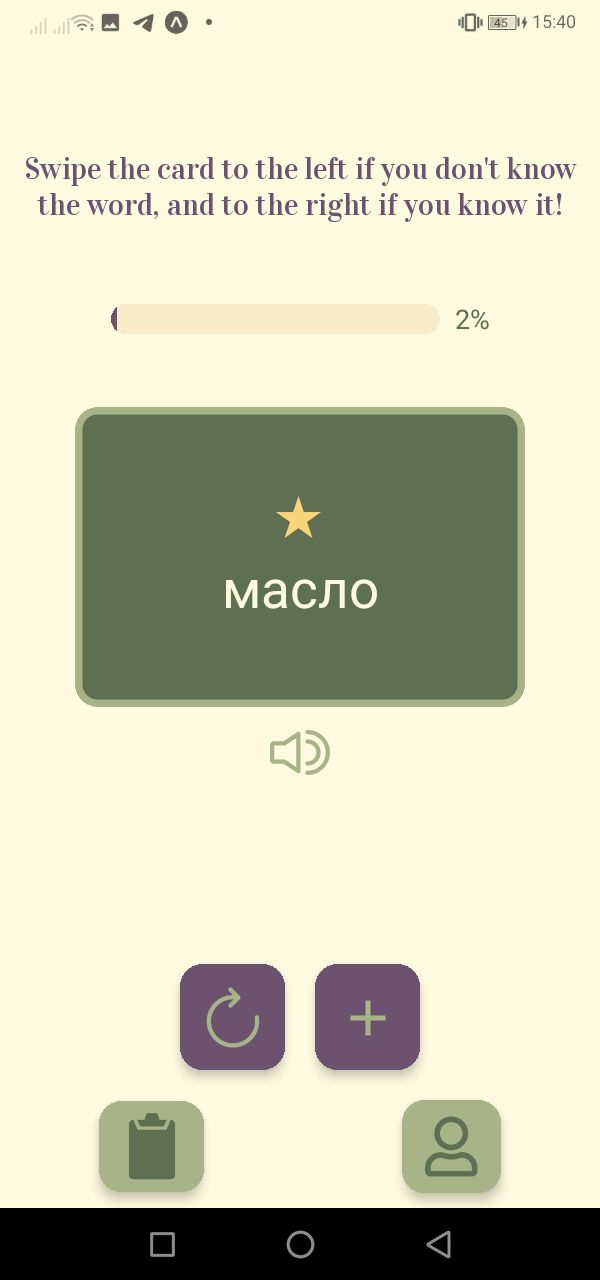 45 15:40
Swipe the card to the left if you don't know
the word, and to the right if you know it!
2%
масло